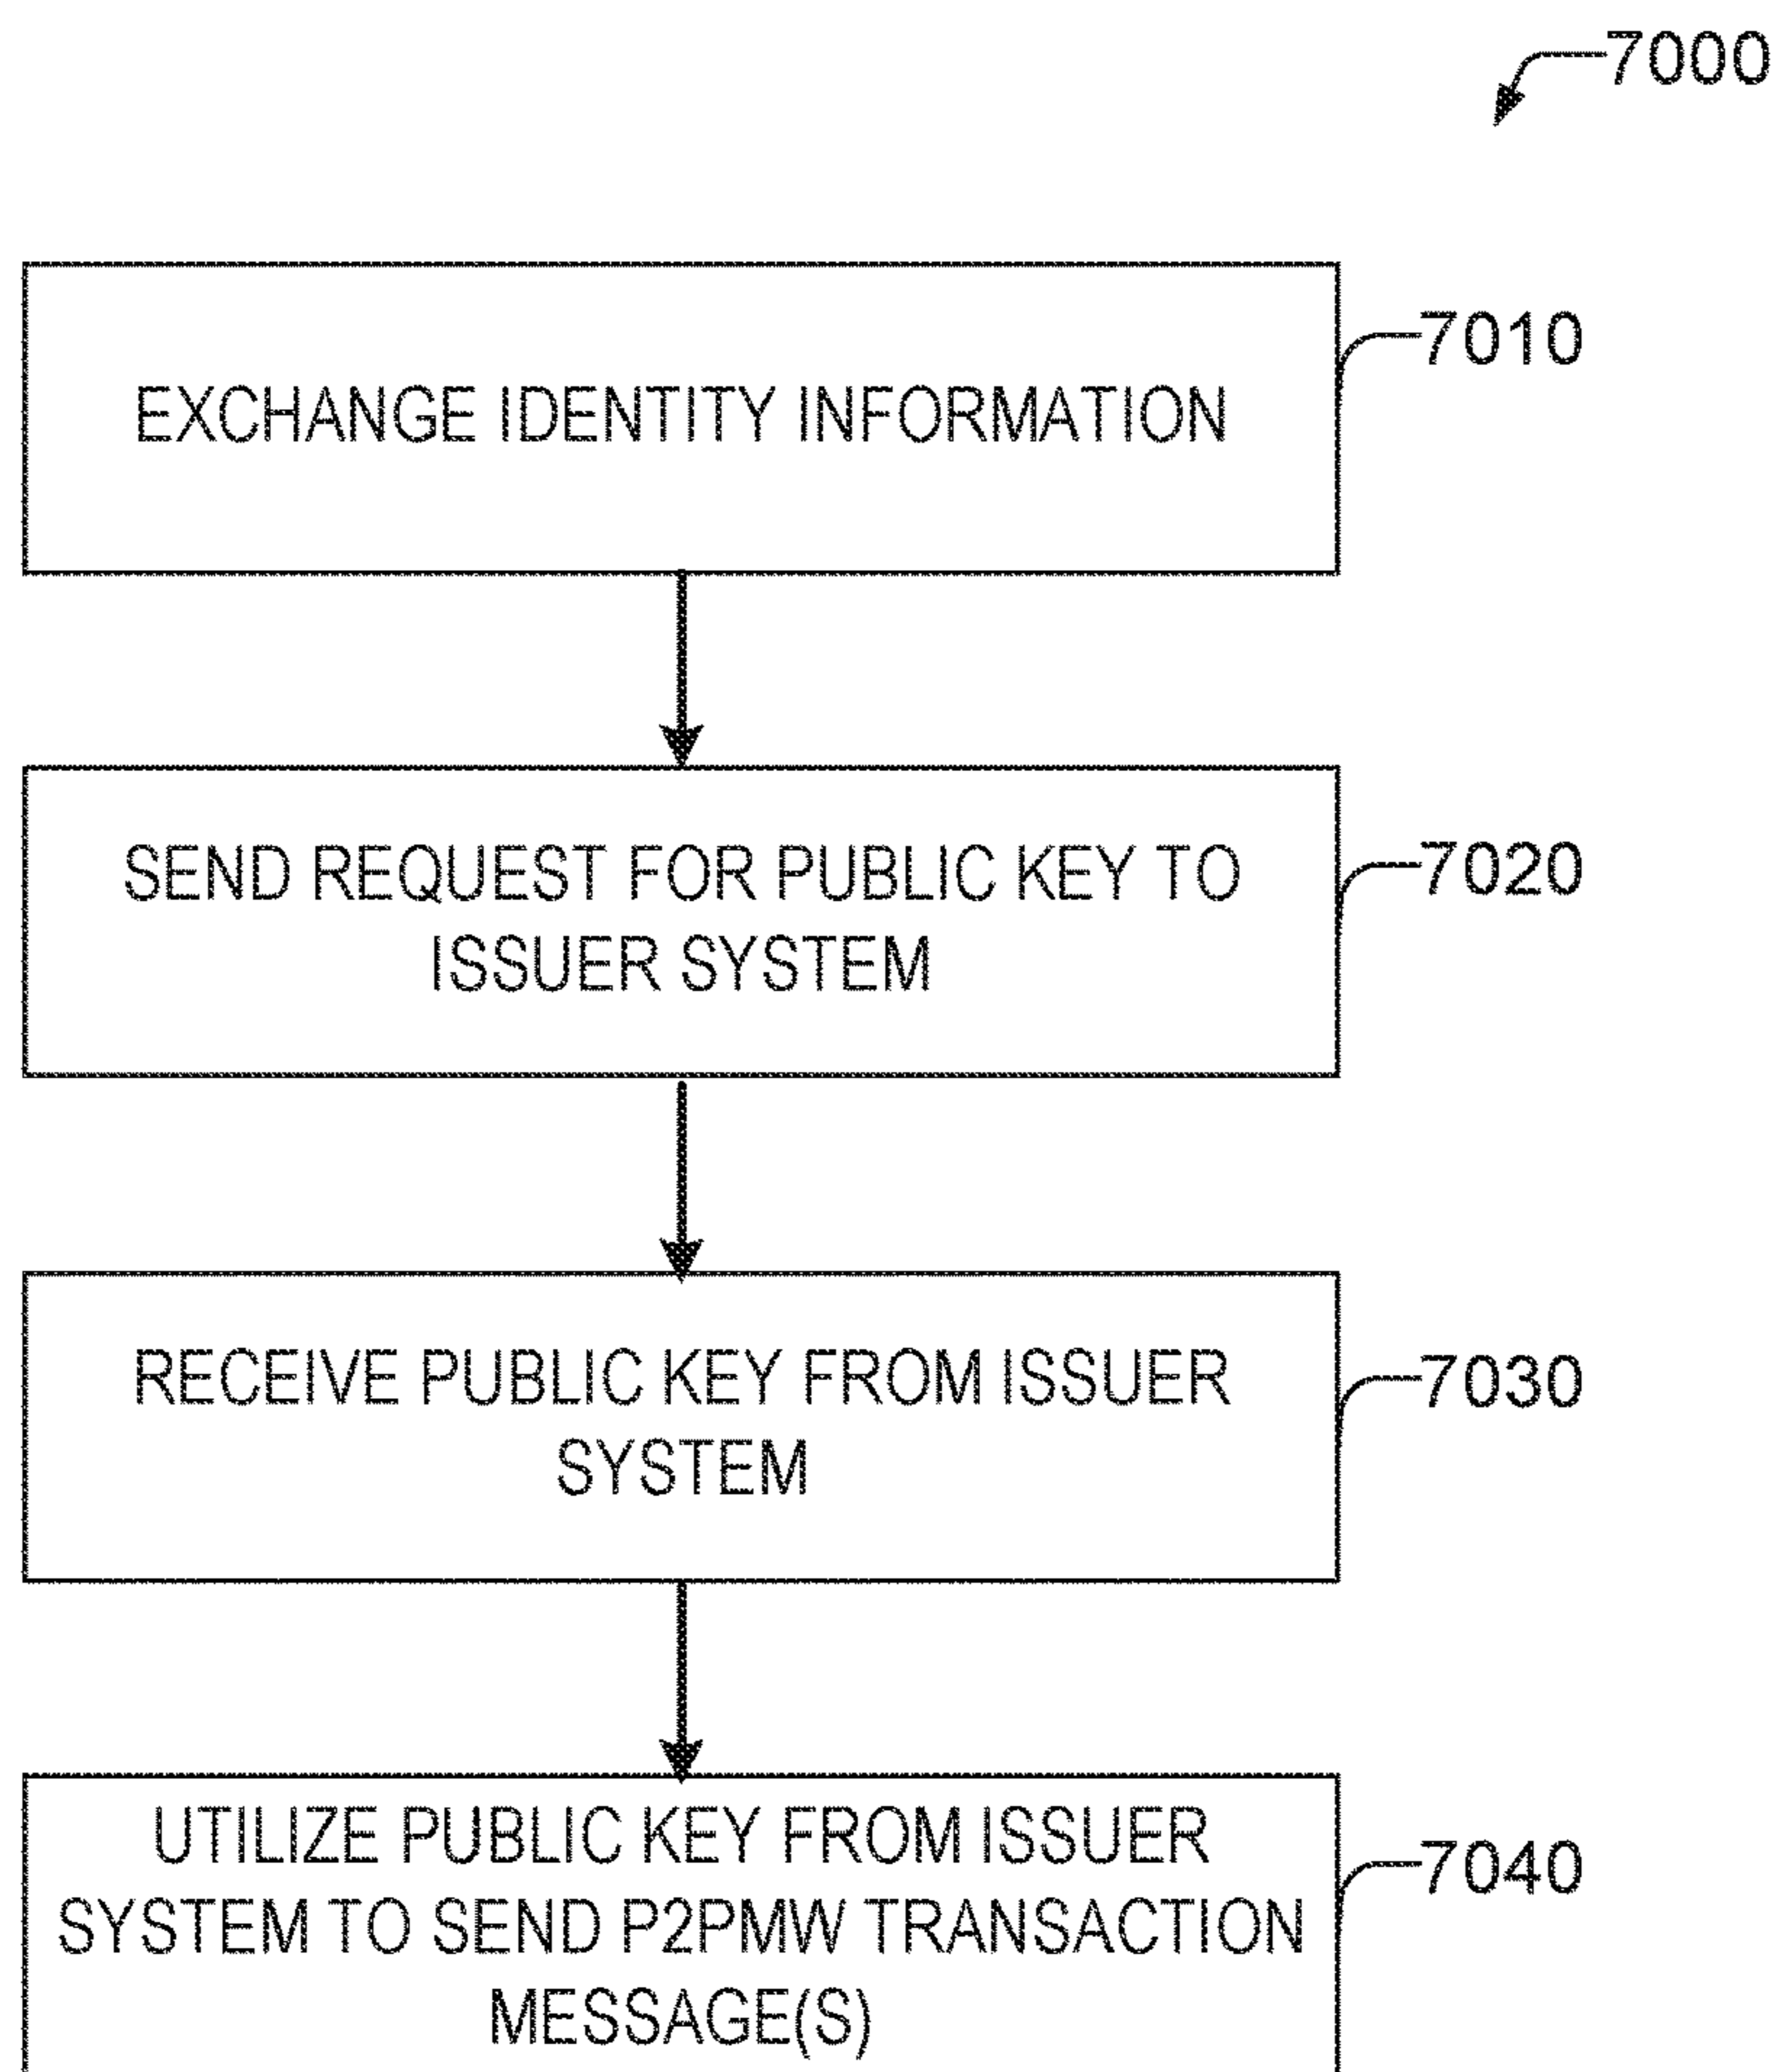 7000
EXCHANGE IDENTITY INFORMATION
7010
SEND REQUEST FOR PUBLIC KEY TO
ISSUER SYSTEM
7020
RECEIVE PUBLIC KEY FROM ISSUER
SYSTEM
7030
UTILIZE PUBLIC KEY FROM ISSUER
SYSTEM TO SEND P2PMW TRANSACTION
MESSAGE(S)
7040